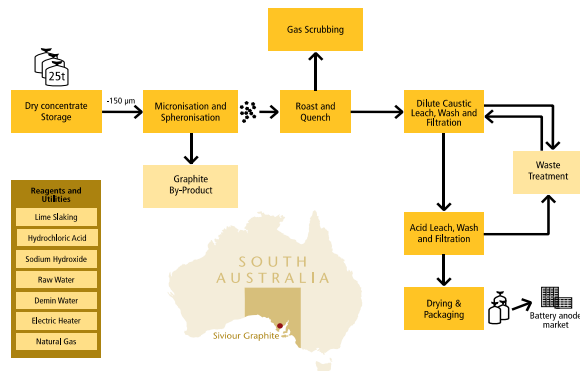 Gas Scrubbing
25t
Dry concentrate
Storage
-150 µm
Micronisation and
Spheronisation
Roast and
Quench
Dilute Caustic
Leach, Wash and
Filtration
Graphite
By-Product
Waste
Treatment
Reagents and
Utilities
Lime Slaking
Hydrochloric Acid
Sodium Hydroxide
Raw Water
Demin Water
Electric Heater
Natural Gas
SOUTH
AUSTRALIA
Siviour Graphite
Acid Leach, Wash
and Filtration
Drying &
Packaging
Battery anode
market